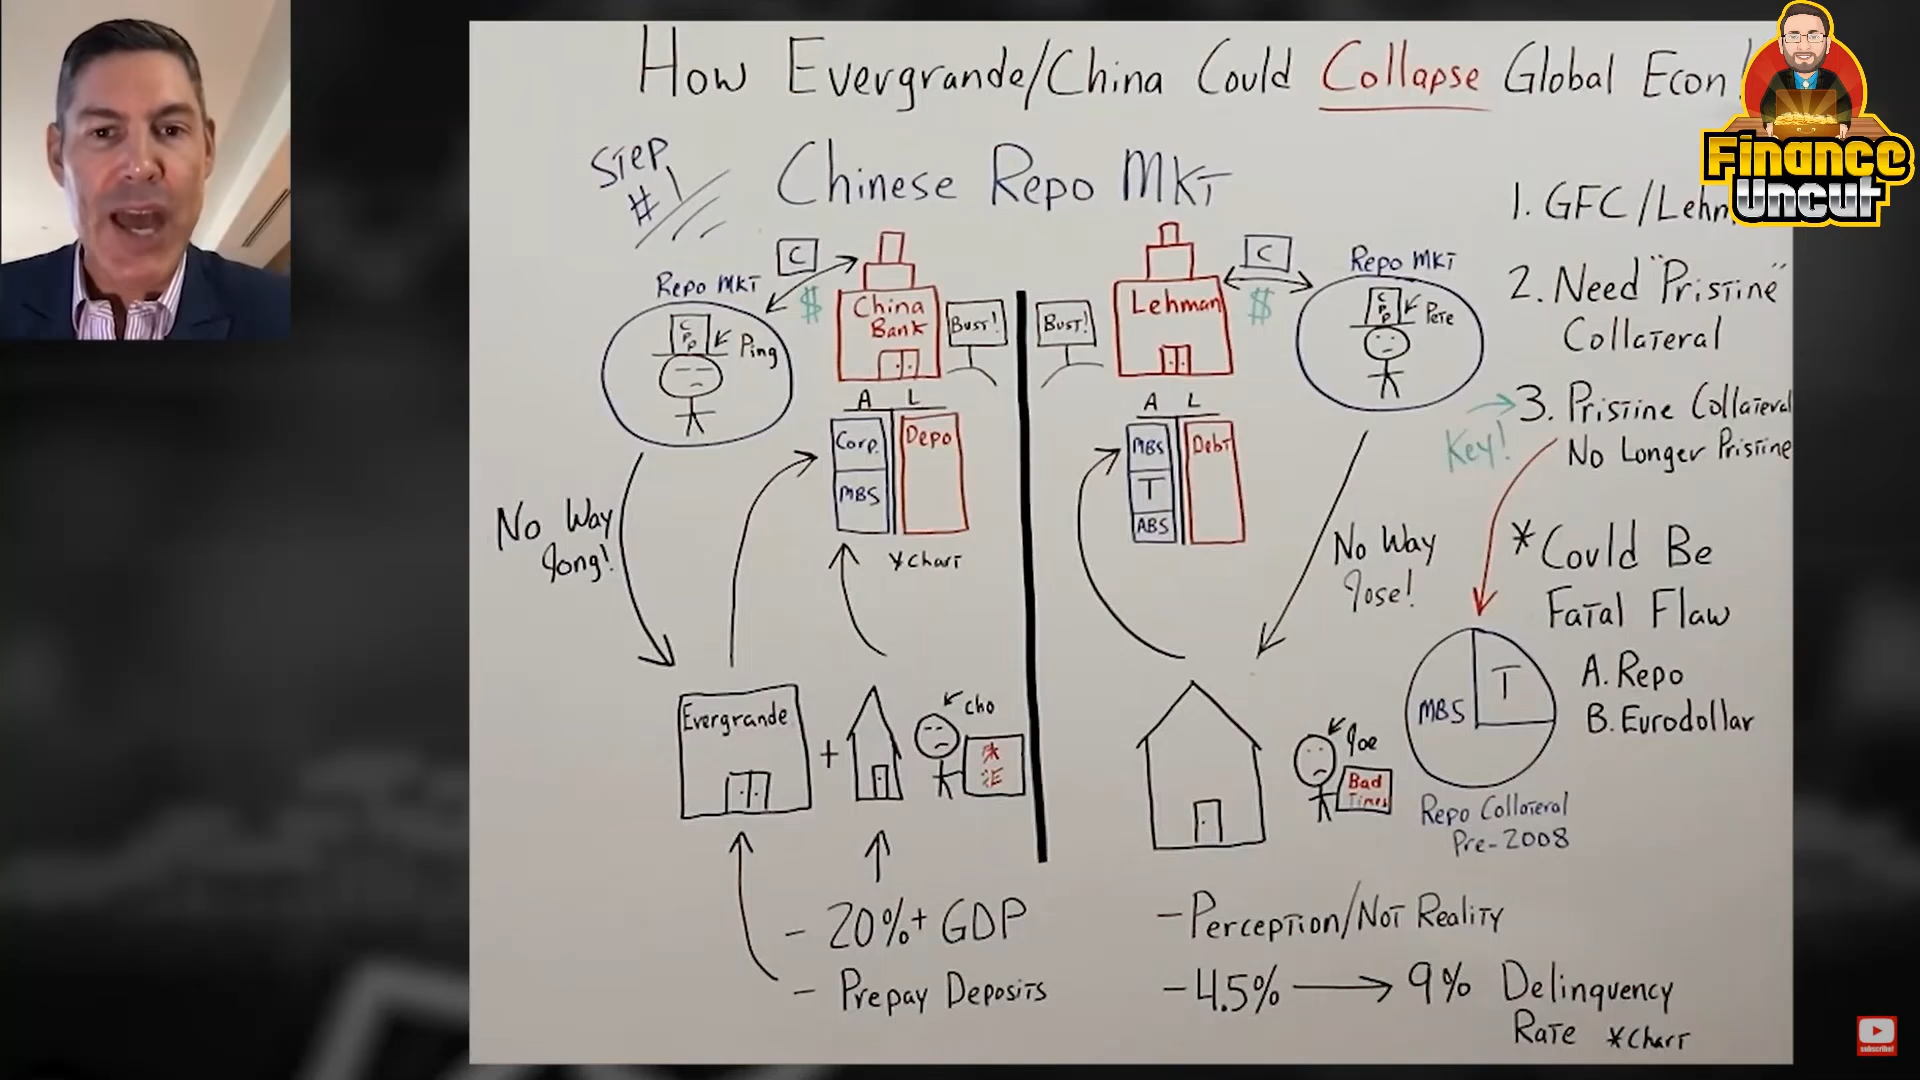 How Evergrande/China Could Collapse Global Econ!
Finance
Uncut
STEP
#1
Chinese Repo MKT
1. GFC/Lehm
2. Need "Pristine"
Collateral
3. Pristine Collateral
No Longer Pristine
Key!
*Could Be
Fatal Flaw
A. Repo
B. Eurodollar
Repo MKT
C
$
CPP
Ping
China
Bank
Bust!
A L
Corp.
MBS
Depo
*Chart
No Way
Jong!
Evergrande
+
Cho
- 20%+ GDP
- Prepay Deposits
Bust!
Lehman
C
$
Repo MKT
CPP
Pete
A L
MBS
T
ABS
Debt
No Way
Jose!
Joe
Bad
Times
MBS
T
Repo Collateral
Pre-2008
- Perception/Not Reality
- 4.5% → 9% Delinquency
Rate *Chart
subscribe!